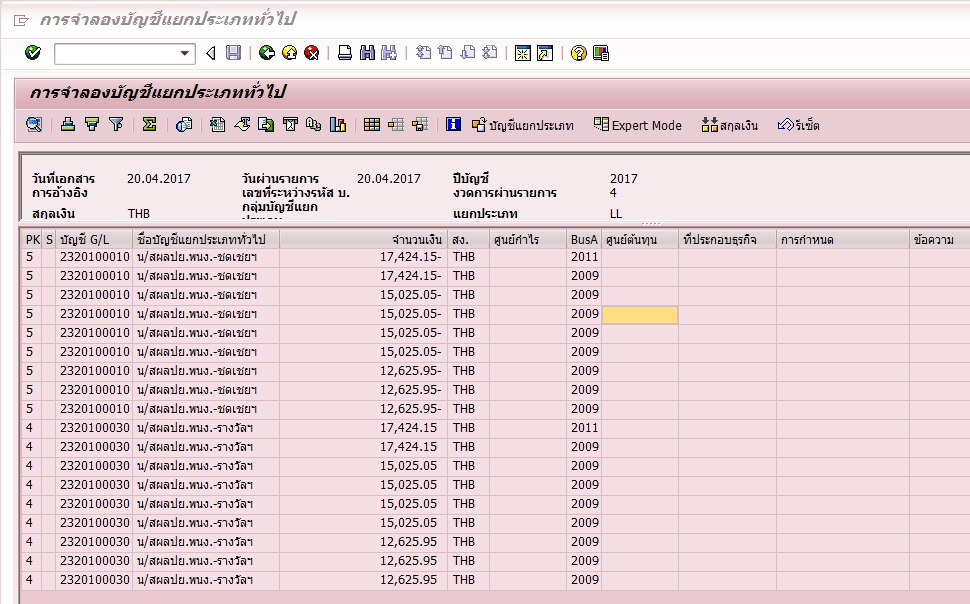 การจำลองบัญชีแยกประเภททั่วไป
การจำลองบัญชีแยกประเภททั่วไป
บัญชีแยกประเภท Expert Mode สกุลเงิน รีเซ็ต
วันที่เอกสาร 20.04.2017 วันผ่านรายการ 20.04.2017 ปีบัญชี 2017
การอ้างอิง เลขที่ระหว่างรหัส บ. งวดการผ่านรายการ 4
สกุลเงิน THB กลุ่มบัญชีแยก แยกประเภท LL
PK S บัญชี G/L ชื่อบัญชีแยกประเภททั่วไป จำนวนเงิน สง. ศูนย์กำไร BusA ศูนย์ต้นทุน ที่ประกอบธุรกิจ การกำหนด ข้อความ
5 2320100010 น/สผลปย.พนง.-ชดเชยฯ 17,424.15- THB 2011
5 2320100010 น/สผลปย.พนง.-ชดเชยฯ 17,424.15- THB 2009
5 2320100010 น/สผลปย.พนง.-ชดเชยฯ 15,025.05- THB 2009
5 2320100010 น/สผลปย.พนง.-ชดเชยฯ 15,025.05- THB 2009
5 2320100010 น/สผลปย.พนง.-ชดเชยฯ 15,025.05- THB 2009
5 2320100010 น/สผลปย.พนง.-ชดเชยฯ 15,025.05- THB 2009
5 2320100010 น/สผลปย.พนง.-ชดเชยฯ 12,625.95- THB 2009
5 2320100010 น/สผลปย.พนง.-ชดเชยฯ 12,625.95- THB 2009
5 2320100010 น/สผลปย.พนง.-ชดเชยฯ 12,625.95- THB 2009
4 2320100030 น/สผลปย.พนง.-รางวัลฯ 17,424.15 THB 2011
4 2320100030 น/สผลปย.พนง.-รางวัลฯ 17,424.15 THB 2009
4 2320100030 น/สผลปย.พนง.-รางวัลฯ 15,025.05 THB 2009
4 2320100030 น/สผลปย.พนง.-รางวัลฯ 15,025.05 THB 2009
4 2320100030 น/สผลปย.พนง.-รางวัลฯ 15,025.05 THB 2009
4 2320100030 น/สผลปย.พนง.-รางวัลฯ 15,025.05 THB 2009
4 2320100030 น/สผลปย.พนง.-รางวัลฯ 12,625.95 THB 2009
4 2320100030 น/สผลปย.พนง.-รางวัลฯ 12,625.95 THB 2009
4 2320100030 น/สผลปย.พนง.-รางวัลฯ 12,625.95 THB 2009